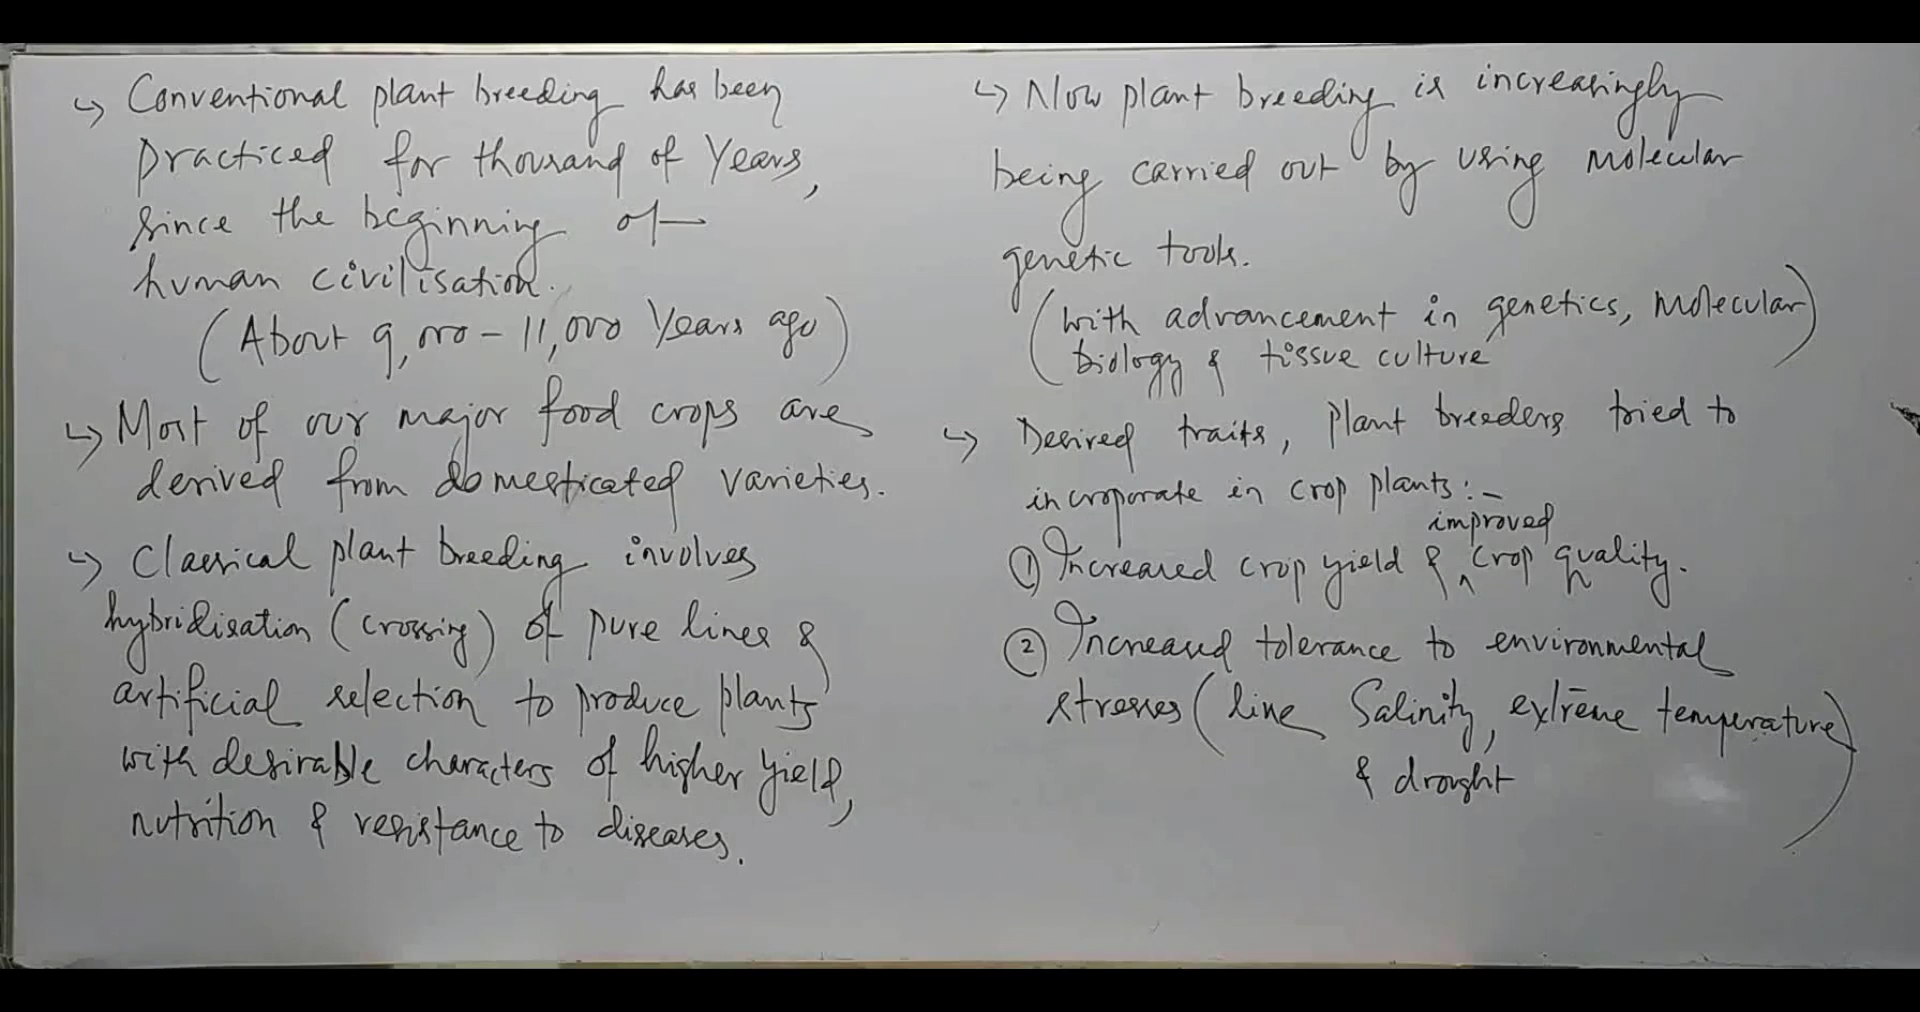 ↳ Conventional plant breeding has been
practiced for thousand of Years,
since the beginning of
human civilisation.
(About 9,000 - 11,000 Years ago)
↳ Most of our major food crops are
derived from domesticated varieties.
↳ Classical plant breeding involves
hybridisation (crossing) of pure lines &
artificial selection to produce plants
with desirable characters of higher yield,
nutrition & resistance to diseases.
↳ Now plant breeding is increasingly
being carried out by using molecular
genetic tools.
(with advancement in genetics, Molecular)
biology & tissue culture
↳ Desired traits, plant breeders tried to
incroporate in crop plants:-
improved
① Increased crop yield & ^ crop quality.
② Increased tolerance to environmental
stresses (like Salinity, extreme temperature)
& drought